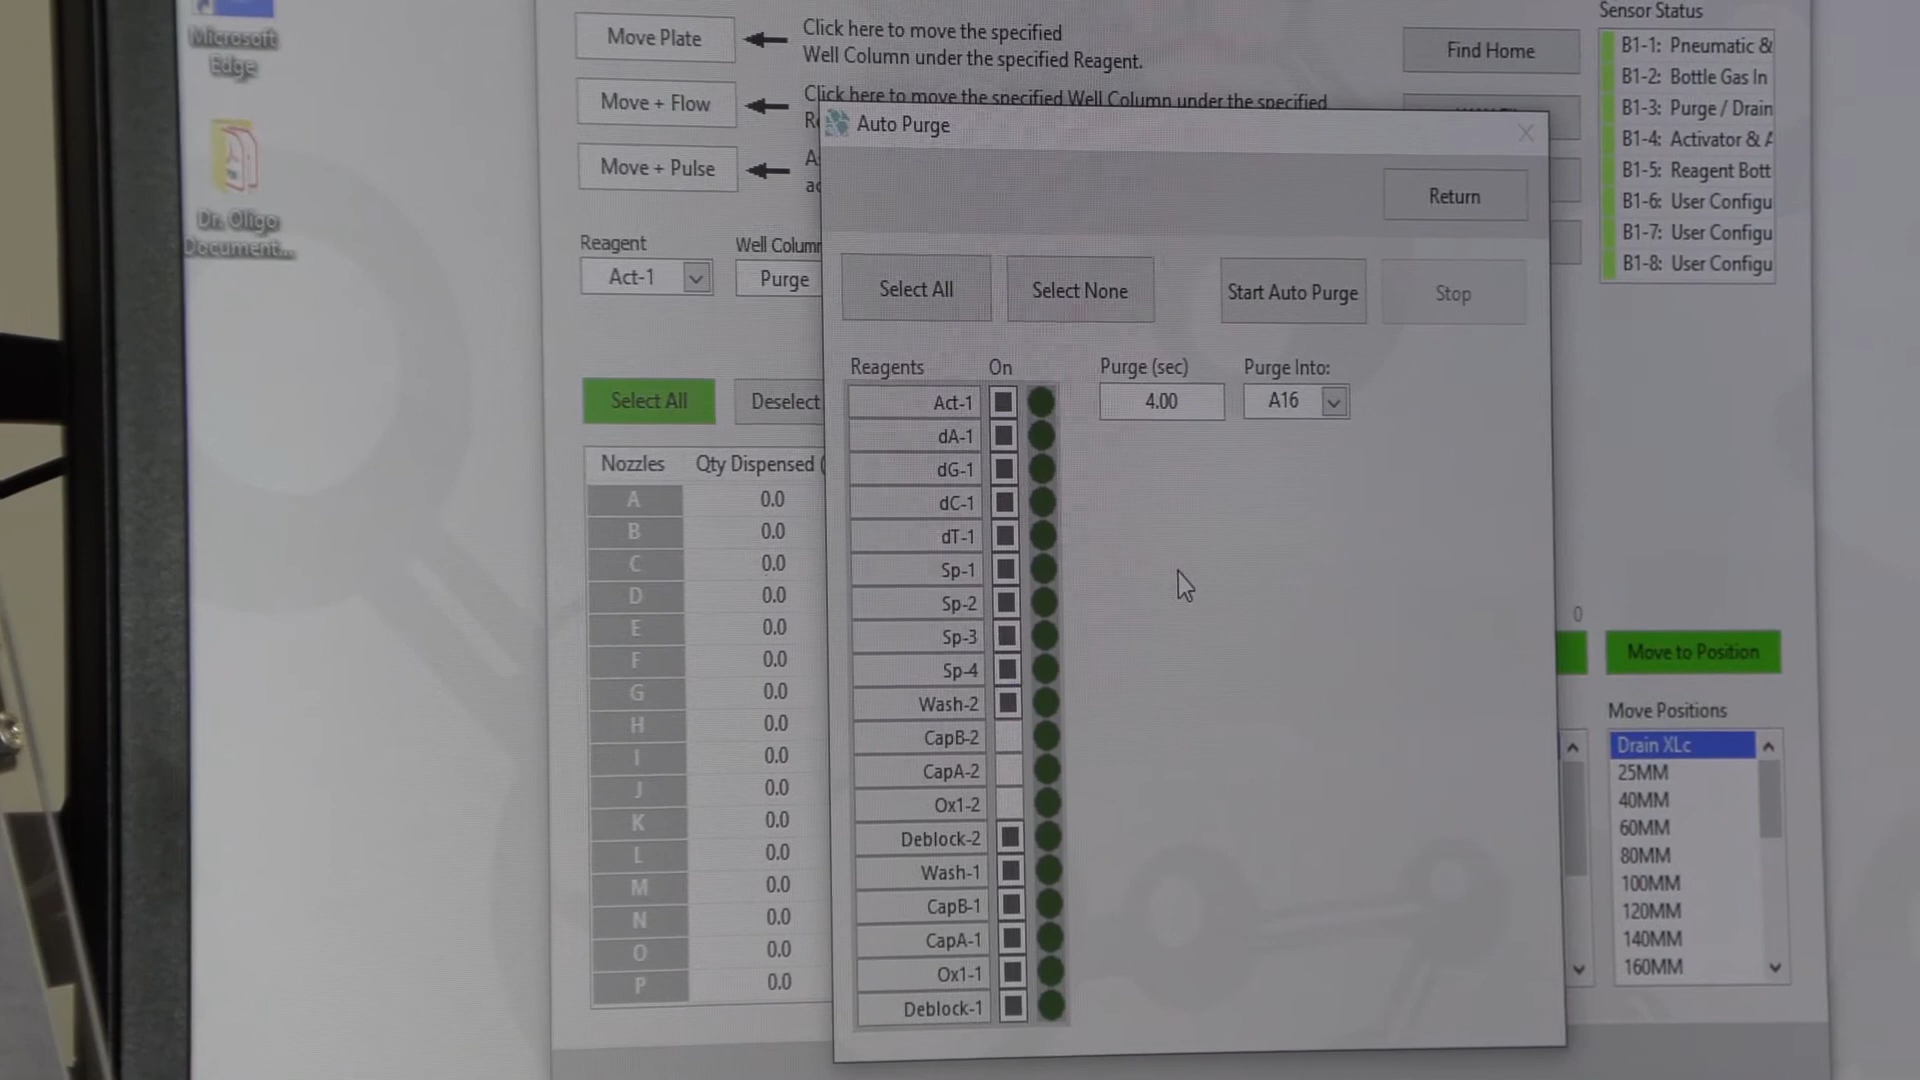 Microsoft
Edge
Dr. Oligo
Document...
Move Plate
Click here to move the specified
Well Column under the specified Reagent.
Move + Flow
Click here to move the specified Well Column under the specified
Move + Pulse
Find Home
Sensor Status
B1-1: Pneumatic &
B1-2: Bottle Gas In
B1-3: Purge / Drain
B1-4: Activator & A
B1-5: Reagent Bott
B1-6: User Configu
B1-7: User Configu
B1-8: User Configu
Reagent
Act-1
Well Column
Purge
Select All
Deselect
Nozzles
Qty Dispensed (
A 0.0
B 0.0
C 0.0
D 0.0
E 0.0
F 0.0
G 0.0
H 0.0
I 0.0
J 0.0
K 0.0
L 0.0
M 0.0
N 0.0
O 0.0
P 0.0
Auto Purge
Return
Select All
Select None
Start Auto Purge
Stop
Reagents On
Act-1
dA-1
dG-1
dC-1
dT-1
Sp-1
Sp-2
Sp-3
Sp-4
Wash-2
CapB-2
CapA-2
Ox1-2
Deblock-2
Wash-1
CapB-1
CapA-1
Ox1-1
Deblock-1
Purge (sec)
4.00
Purge Into:
A16
0
Move to Position
Move Positions
Drain XLc
25MM
40MM
60MM
80MM
100MM
120MM
140MM
160MM